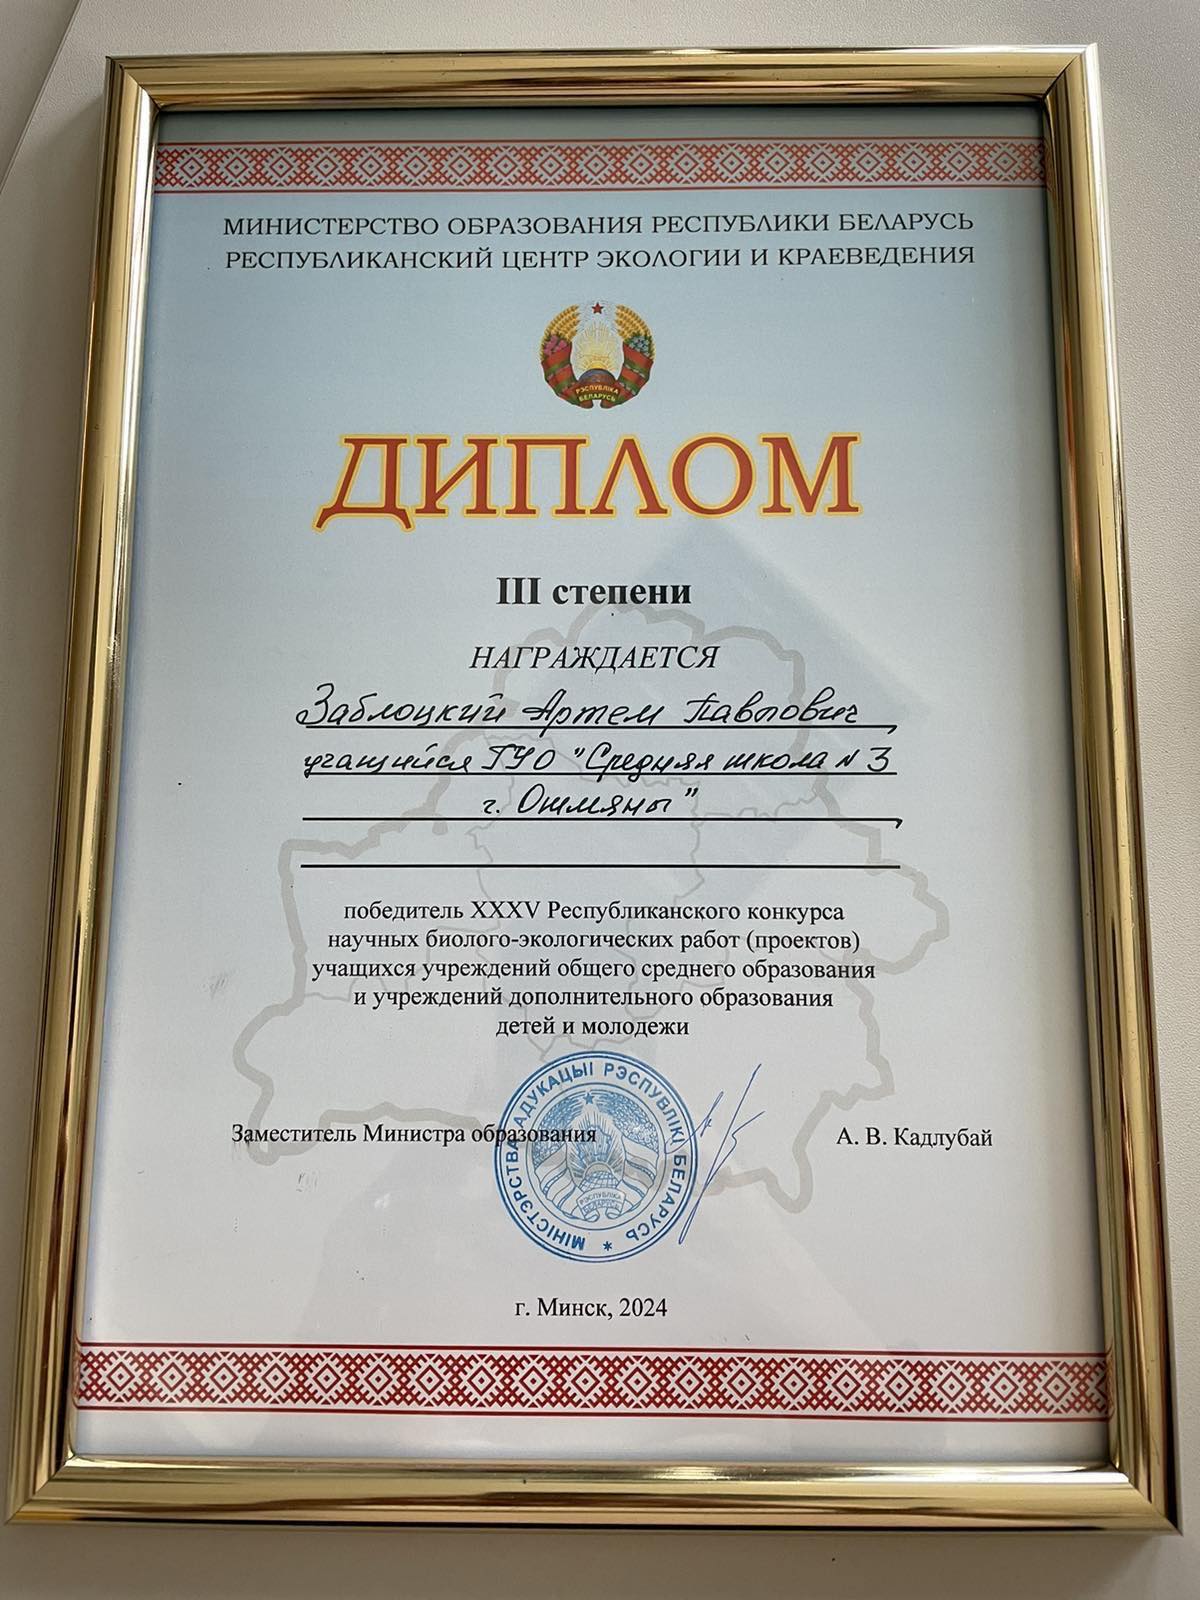 МИНИСТЕРСТВО ОБРАЗОВАНИЯ РЕСПУБЛИКИ БЕЛАРУСЬ
РЕСПУБЛИКАНСКИЙ ЦЕНТР ЭКОЛОГИИ И КРАЕВЕДЕНИЯ
РЭСПУБЛІКА
БЕЛАРУСЬ
ДИПЛОМ
III степени
НАГРАЖДАЕТСЯ
Заблоцкий Артем Павлович,
учащийся ГУО "Средняя школа № 3
г. Ошмяны",
победитель XXXV Республиканского конкурса
научных биолого-экологических работ (проектов)
учащихся учреждений общего среднего образования
и учреждений дополнительного образования
детей и молодежи
Заместитель Министра образования
А. В. Кадлубай
МІНІСТЭРСТВА АДУКАЦЫІ РЭСПУБЛІКІ БЕЛАРУСЬ *
РЭСПУБЛІКА
БЕЛАРУСЬ
г. Минск, 2024